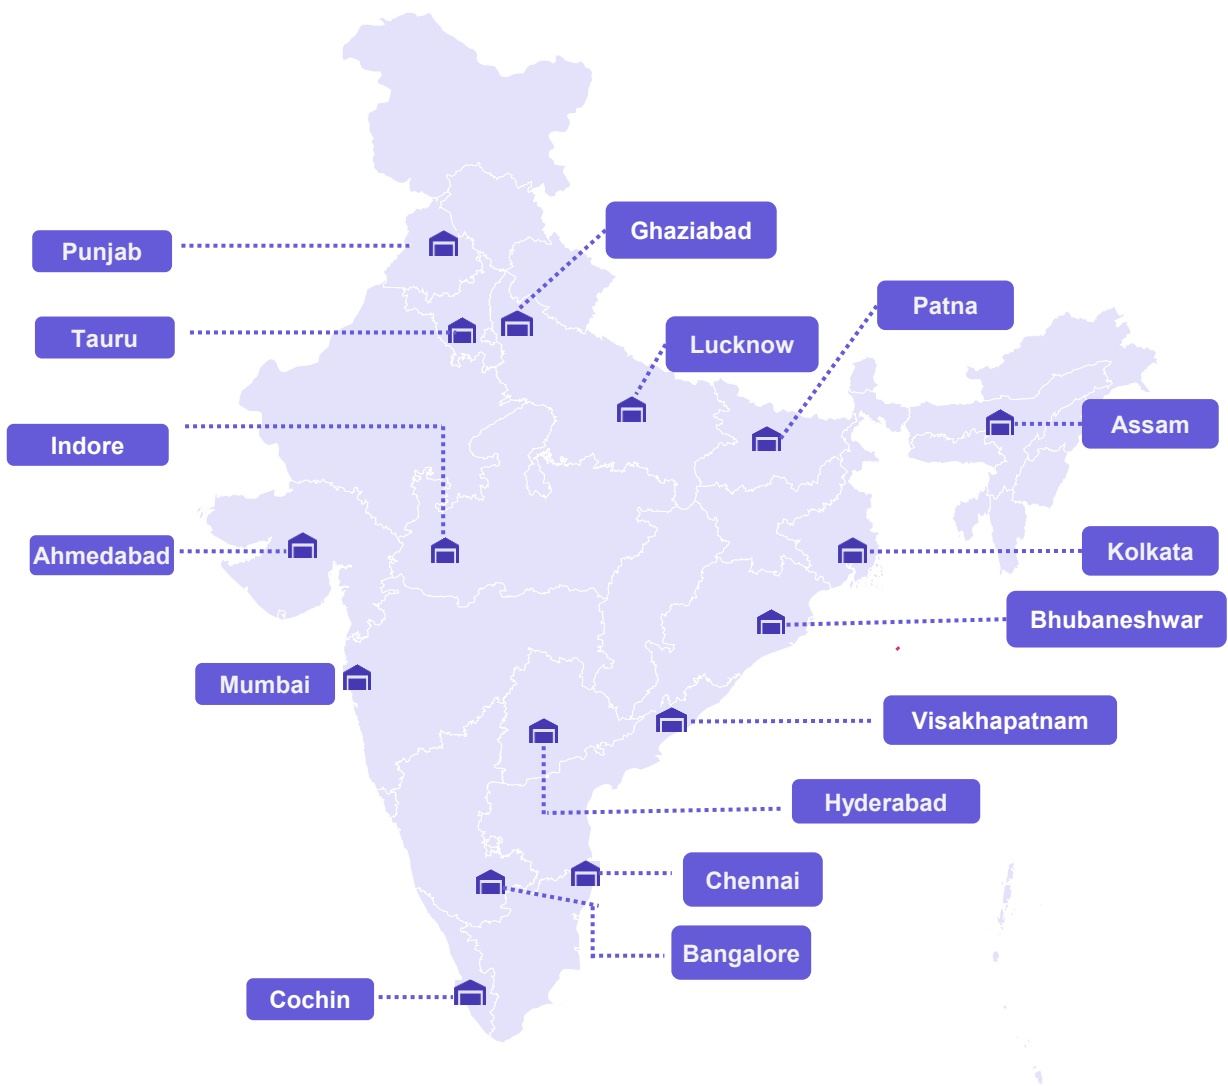 Ghaziabad
Punjab
Patna
Tauru
Lucknow
Assam
Indore
Ahmedabad
Kolkata
Bhubaneshwar
Mumbai
Visakhapatnam
Hyderabad
Chennai
Bangalore
Cochin